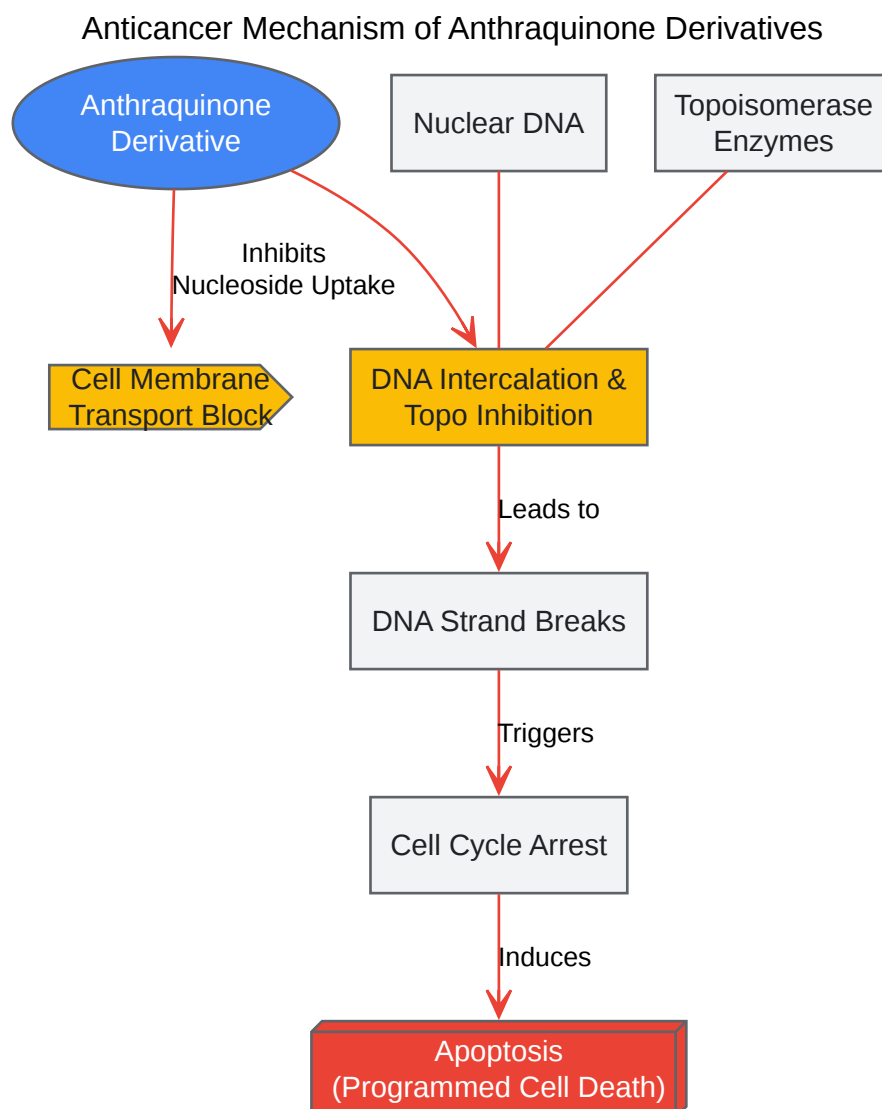 Anticancer Mechanism of Anthraquinone Derivatives
Anthraquinone
Derivative
Nuclear DNA
Topoisomerase
Enzymes
Inhibits
Nucleoside Uptake
Cell Membrane
Transport Block
DNA Intercalation &
Topo Inhibition
Leads to
DNA Strand Breaks
Triggers
Cell Cycle Arrest
Induces
Apoptosis
(Programmed Cell Death)